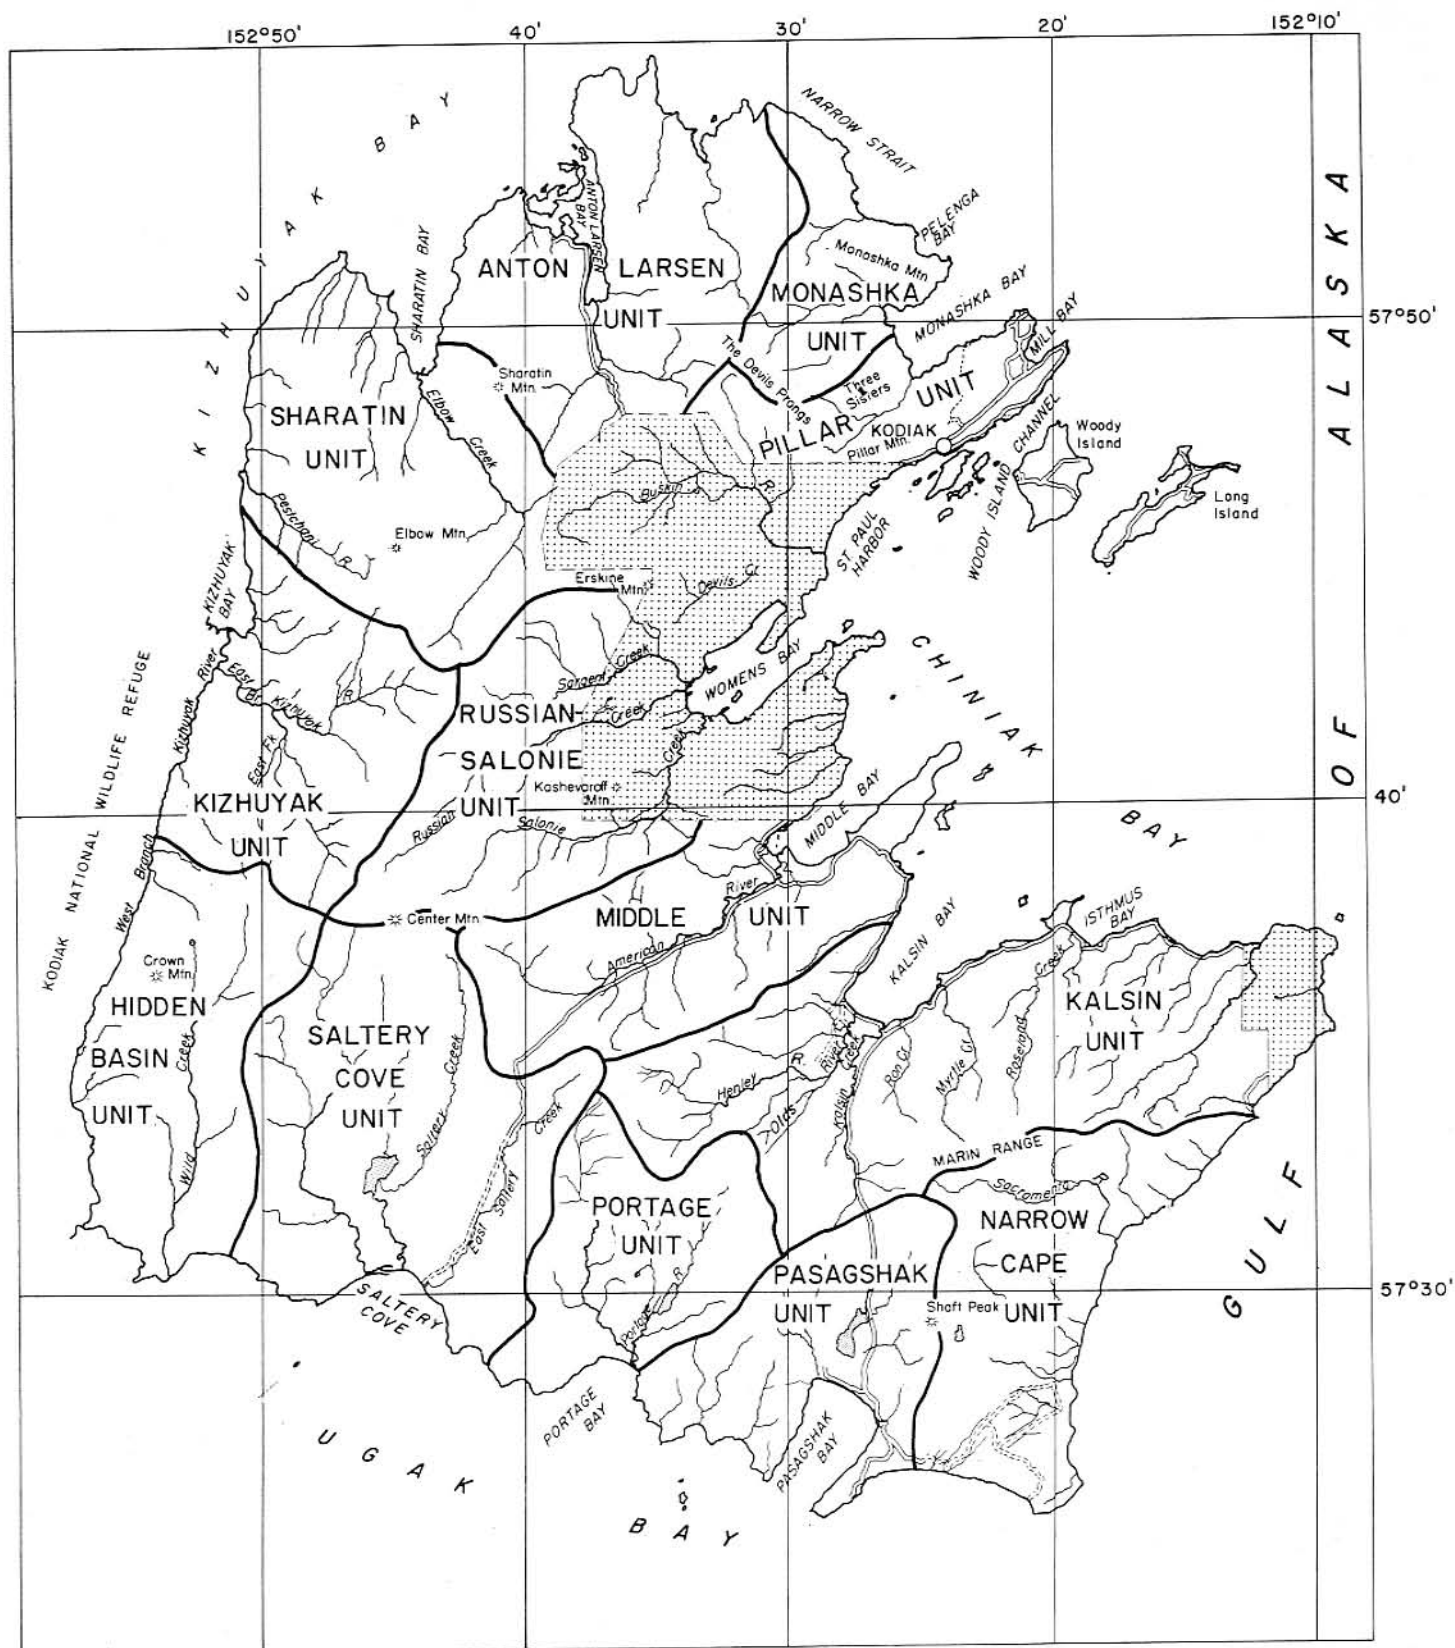 152°50' 40' 30' 20' 152°10'
KIZHUYAK BAY
NARROW STRAIT
ANTON LARSEN BAY
SHARATIN BAY
PELENGA BAY
Monashka Mtn
ANTON LARSEN UNIT
MONASHKA UNIT
MONASHKA BAY
MILL BAY
57°50'
GULF OF ALASKA
The Devils Prongs
Three Sisters
Sharatin Mtn.
Elbow Creek
SHARATIN UNIT
PILLAR UNIT
KODIAK
Pillar Mtn.
WOODY ISLAND CHANNEL
Woody Island
Long Island
Buskin R.
Pestchani R.
Elbow Mtn.
ST PAUL HARBOR
Erskine Mtn.
Devils Cr.
KIZHUYAK BAY
CHINIAK BAY
Sargent Creek
WOMENS BAY
KODIAK NATIONAL WILDLIFE REFUGE
Kizhuyak River
East Br. Kizhuyak R.
East Fk
RUSSIAN-SALONIE UNIT
Russian Creek
Kashevaroff Mtn.
Salonie Creek
MIDDLE BAY
40'
KIZHUYAK UNIT
West Branch
Center Mtn.
MIDDLE UNIT
American River
KALSIN BAY
ISTHMUS BAY
Crown Mtn.
HIDDEN BASIN UNIT
Wild Creek
SALTERY COVE UNIT
Saltery Creek
East Saltery Creek
Henley R.
Olds River
Kalsin Creek
Ron Cr.
Myrtle Cr.
Rosevand Creek
KALSIN UNIT
MARIN RANGE
Sacramento R.
PORTAGE UNIT
Portage R.
NARROW CAPE UNIT
PASAGSHAK UNIT
Shaft Peak
57°30'
SALTERY COVE
PORTAGE BAY
PASAGSHAK BAY
UGAK BAY